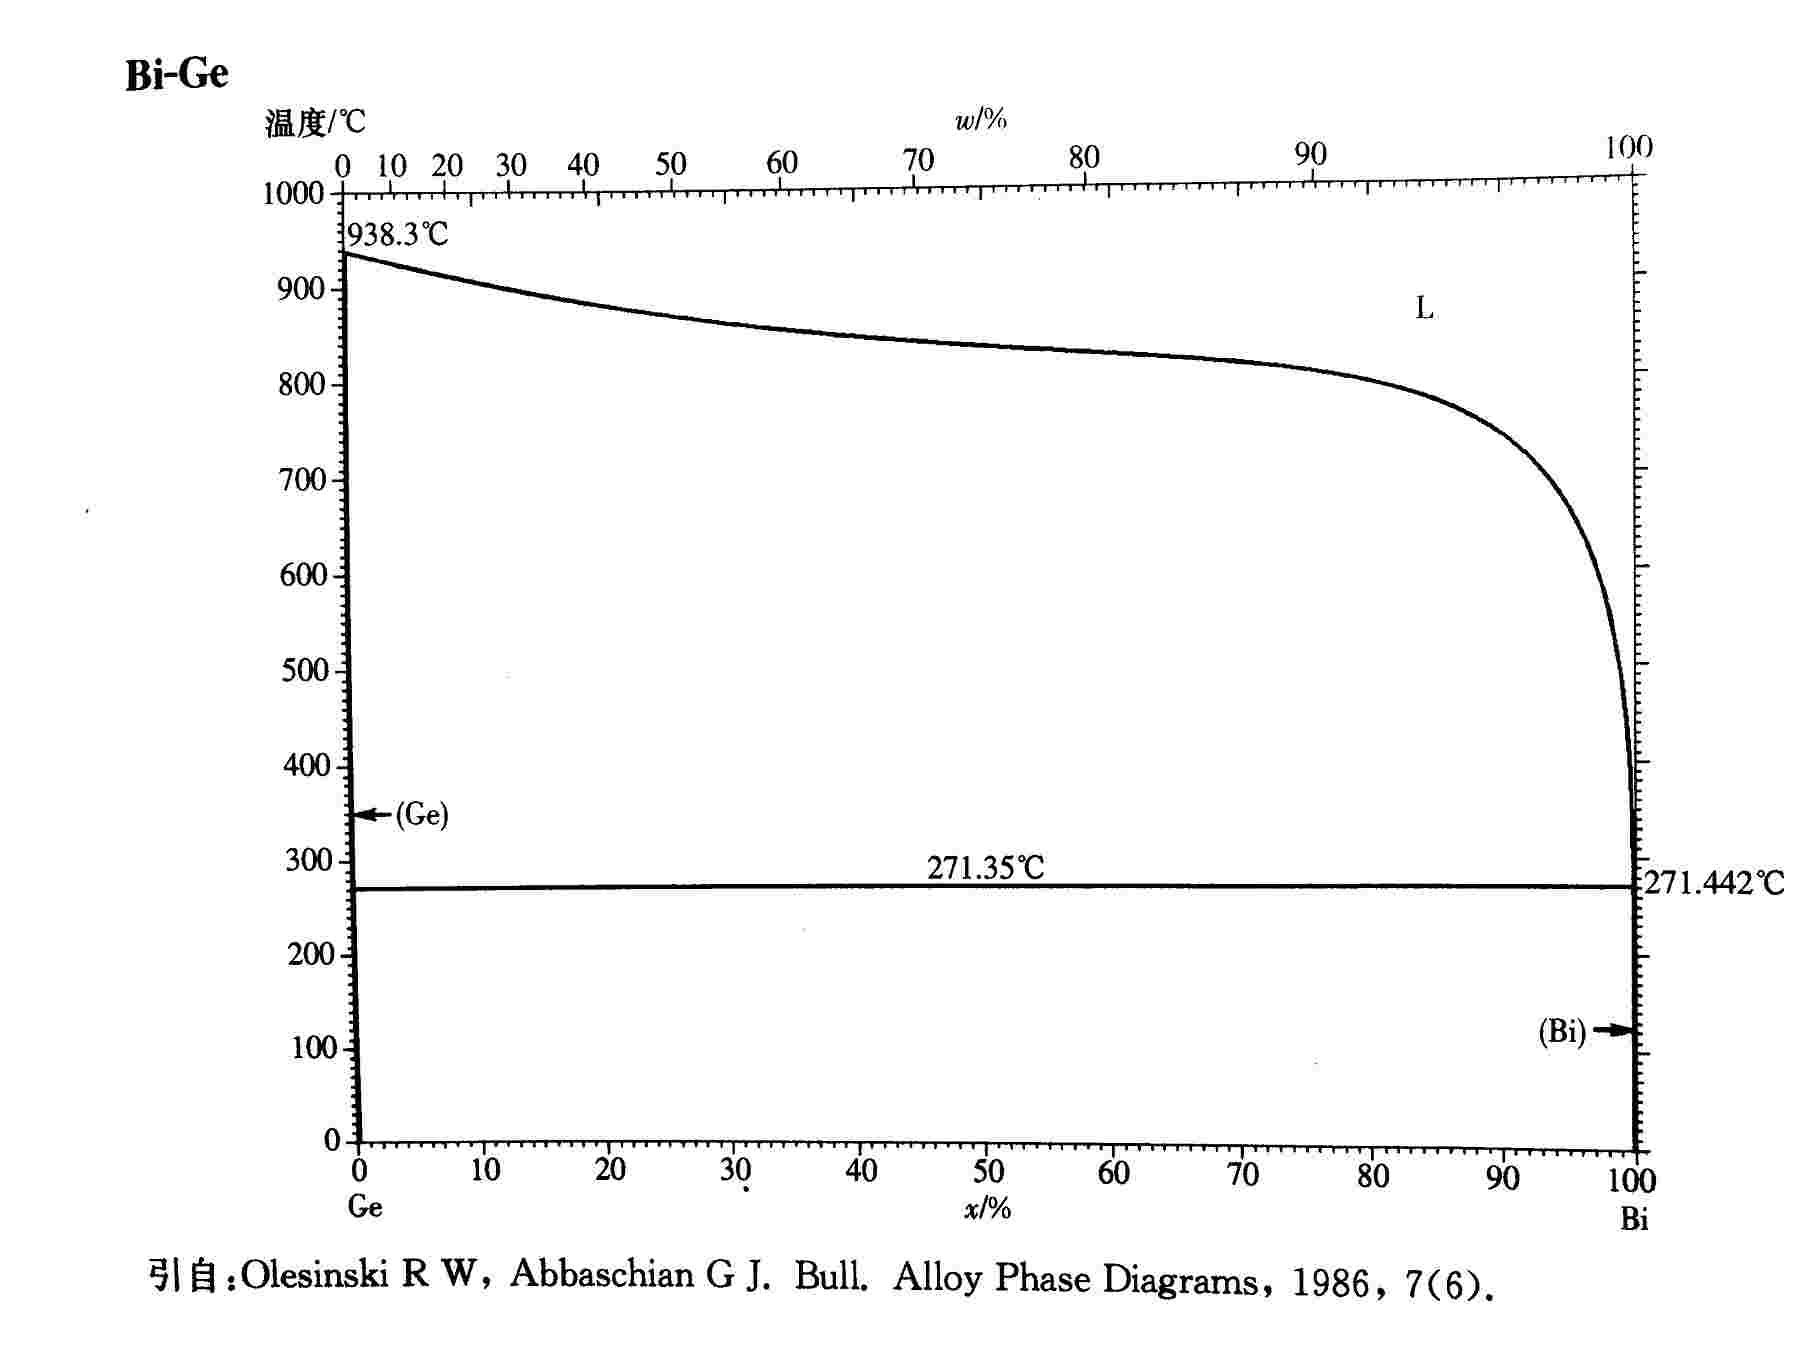 Bi-Ge
温度/℃
w/%
0 10 20 30 40 50 60 70 80 90 100
1000
938.3℃
900
L
800
700
600
500
400
(Ge)
300
271.35℃
271.442℃
200
(Bi)
100
0
0 10 20 30 40 50 60 70 80 90 100
Ge
x/%
Bi
引自:Olesinski R W, Abbaschian G J. Bull. Alloy Phase Diagrams, 1986, 7(6).